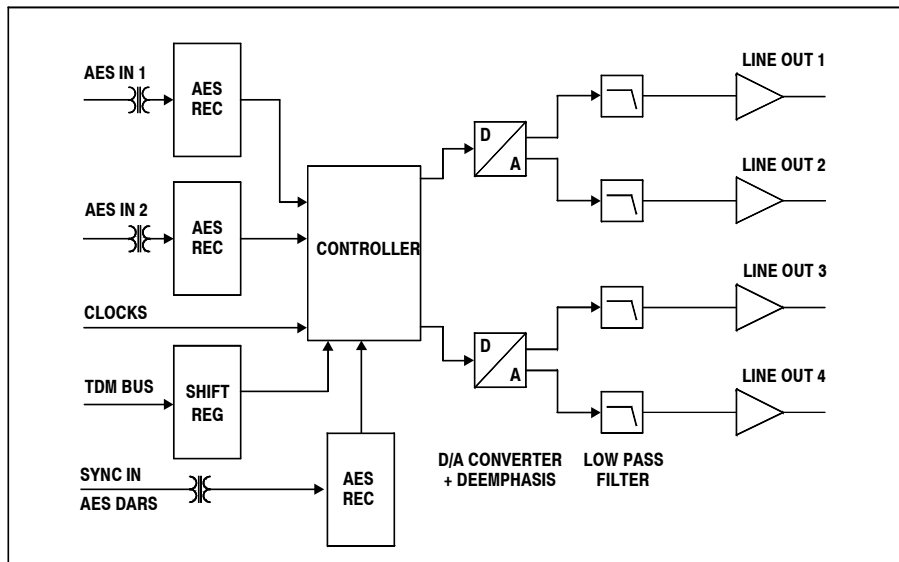 AES IN 1
AES
REC
AES IN 2
AES
REC
CLOCKS
TDM BUS
SHIFT
REG
SYNC IN
AES DARS
AES
REC
CONTROLLER
D
A
D
A
D/A CONVERTER
+ DEEMPHASIS
LOW PASS
FILTER
LINE OUT 1
LINE OUT 2
LINE OUT 3
LINE OUT 4